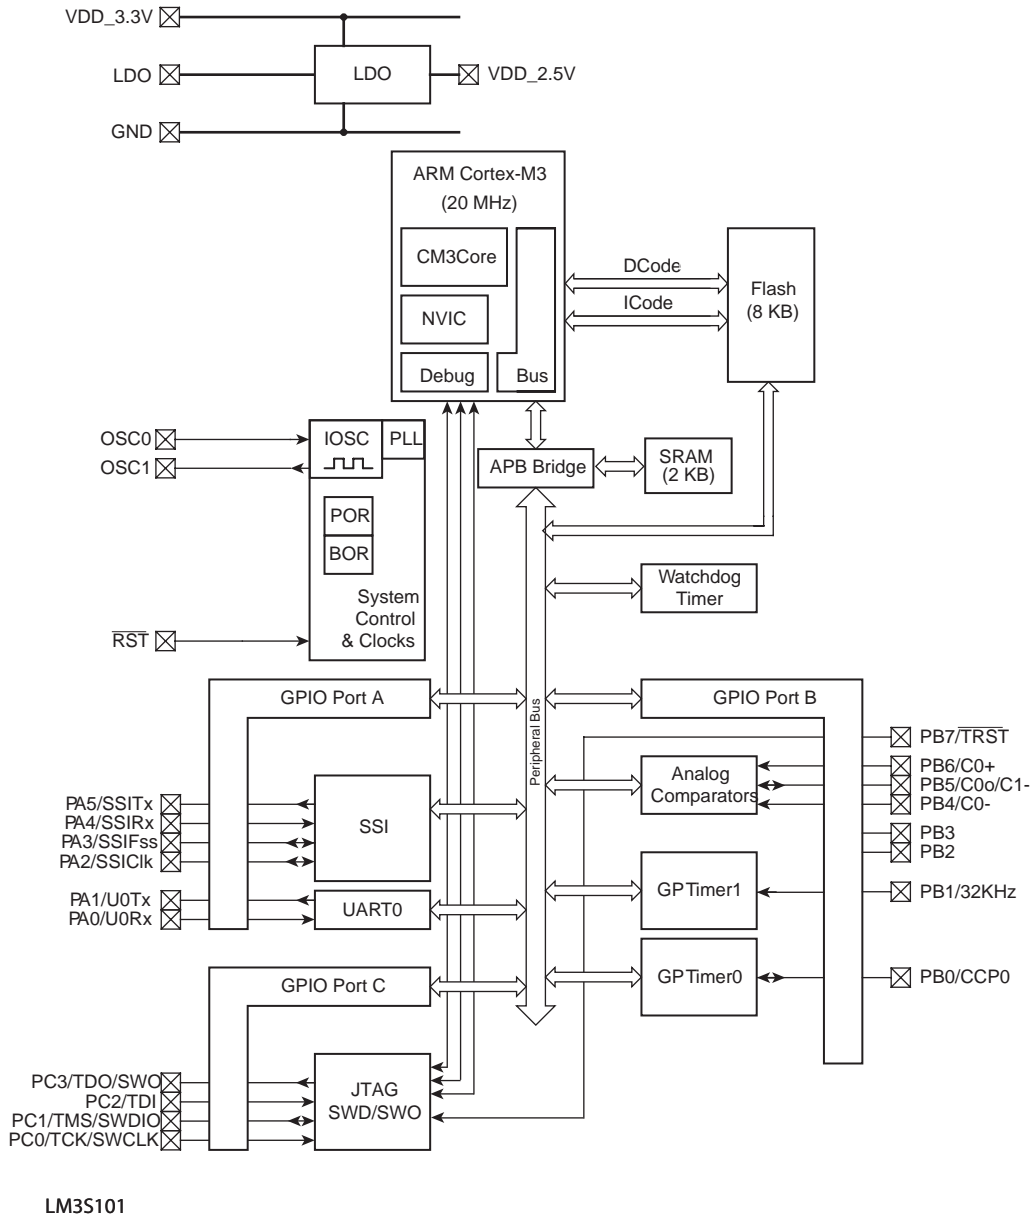 VDD_3.3V
LDO
LDO
VDD_2.5V
GND
ARM Cortex-M3
(20 MHz)
CM3Core
NVIC
Debug
Bus
DCode
ICode
Flash
(8 KB)
OSC0
OSC1
IOSC
PLL
POR
BOR
System
Control
& Clocks
RST
APB Bridge
SRAM
(2 KB)
Watchdog
Timer
Peripheral Bus
GPIO Port A
PA5/SSITx
PA4/SSIRx
PA3/SSIFss
PA2/SSIClk
SSI
PA1/U0Tx
PA0/U0Rx
UART0
GPIO Port B
PB7/TRST
PB6/C0+
PB5/C0o/C1-
PB4/C0-
PB3
PB2
PB1/32KHz
PB0/CCP0
Analog
Comparators
GPTimer1
GPTimer0
GPIO Port C
PC3/TDO/SWO
PC2/TDI
PC1/TMS/SWDIO
PC0/TCK/SWCLK
JTAG
SWD/SWO
LM3S101